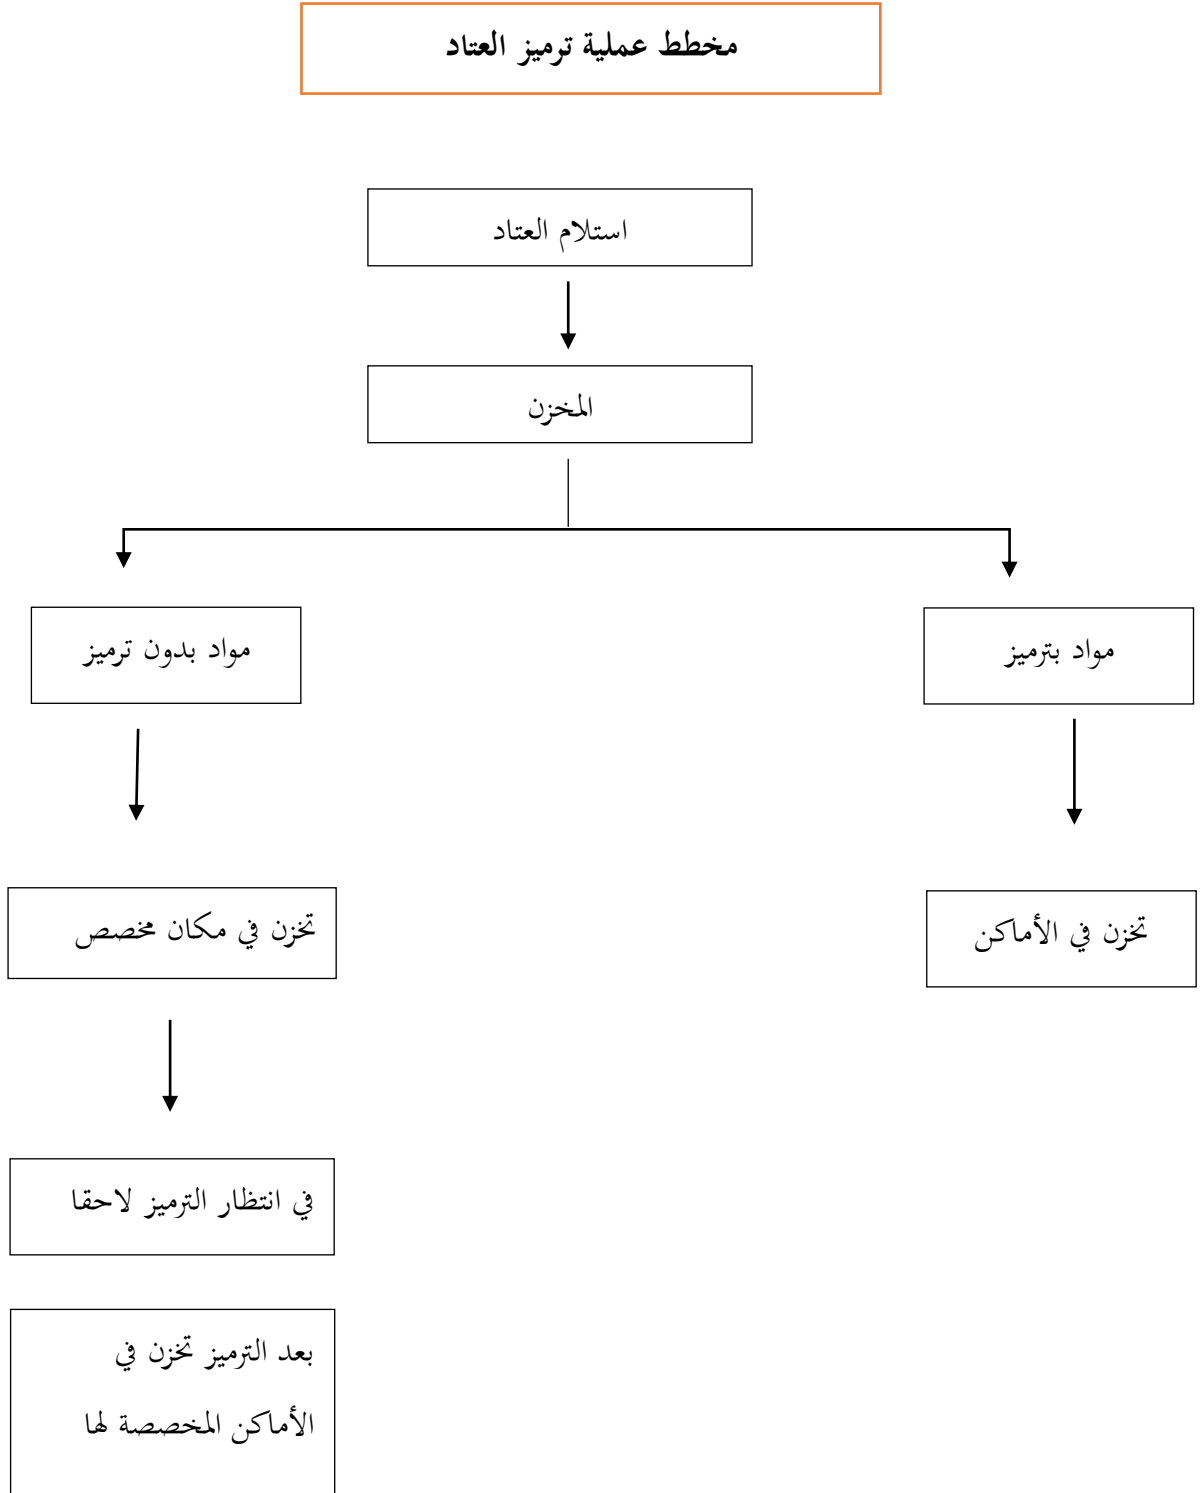 مخطط عملية ترميز العتاد
استلام العتاد
المخزن
مواد بترميز
مواد بدون ترميز
تخزن في الأماكن
تخزن في مكان مخصص
في انتظار الترميز لاحقا
بعد الترميز تخزن في
الأماكن المخصصة لها